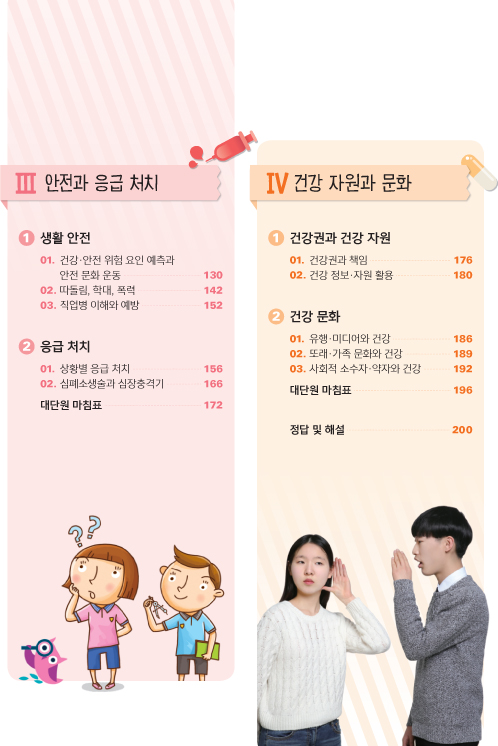 III 안전과 응급 처치
1 생활 안전
01. 건강·안전 위험 요인 예측과
안전 문화 운동 130
02. 따돌림, 학대, 폭력 142
03. 직업병 이해와 예방 152
2 응급 처치
01. 상황별 응급 처치 156
02. 심폐소생술과 심장충격기 166
대단원 마침표 172
IV 건강 자원과 문화
1 건강권과 건강 자원
01. 건강권과 책임 176
02. 건강 정보·자원 활용 180
2 건강 문화
01. 유행·미디어와 건강 186
02. 또래·가족 문화와 건강 189
03. 사회적 소수자·약자와 건강 192
대단원 마침표 196
정답 및 해설 200
? ?